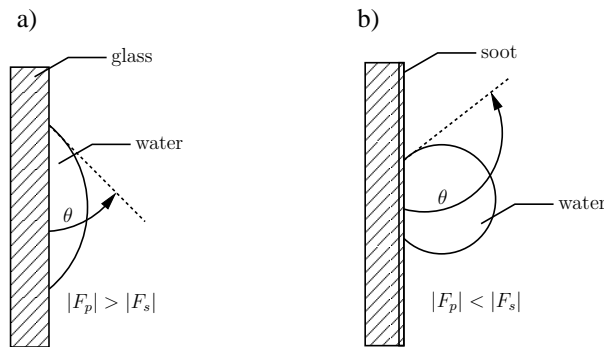 a)
glass
water
θ
|F_p| > |F_s|
b)
soot
θ
water
|F_p| < |F_s|